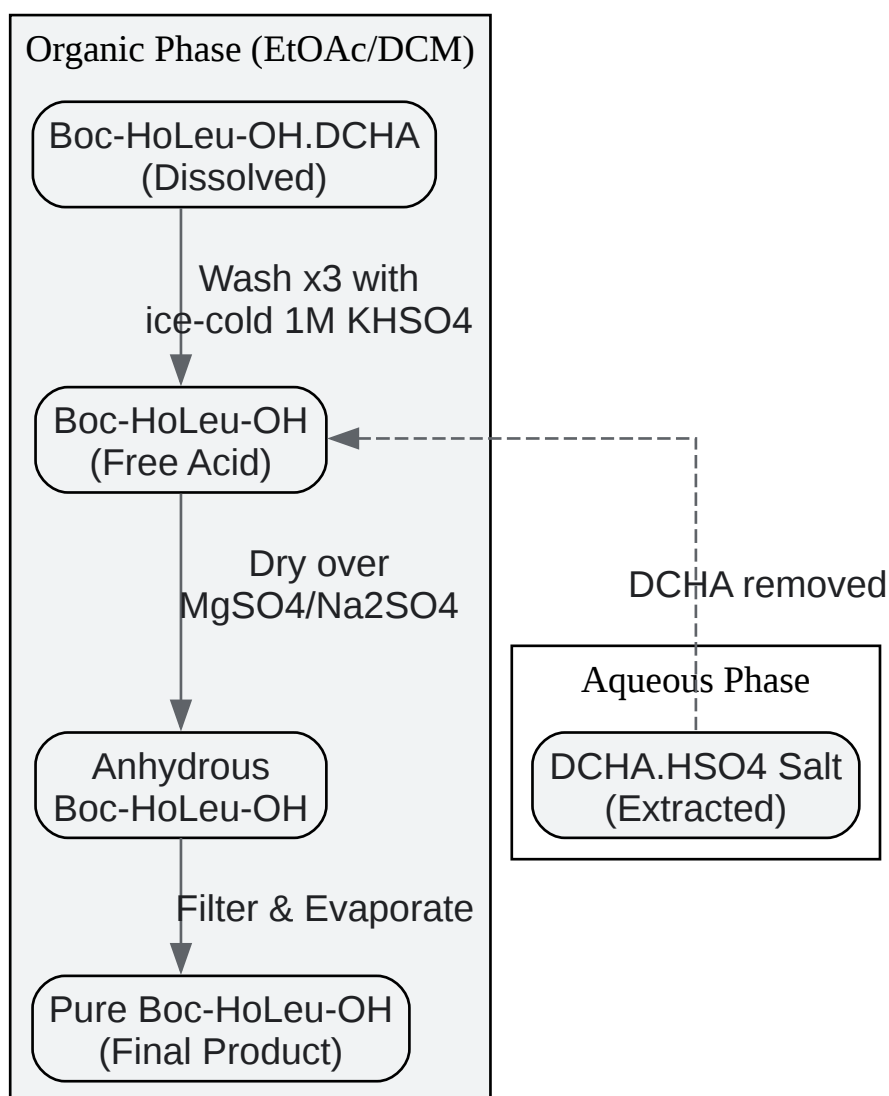 Organic Phase (EtOAc/DCM)
Boc-HoLeu-OH.DCHA
(Dissolved)
Wash x3 with
ice-cold 1M KHSO4
Boc-HoLeu-OH
(Free Acid)
Dry over
MgSO4/Na2SO4
DCHA removed
Aqueous Phase
Anhydrous
Boc-HoLeu-OH
DCHA.HSO4 Salt
(Extracted)
Filter & Evaporate
Pure Boc-HoLeu-OH
(Final Product)